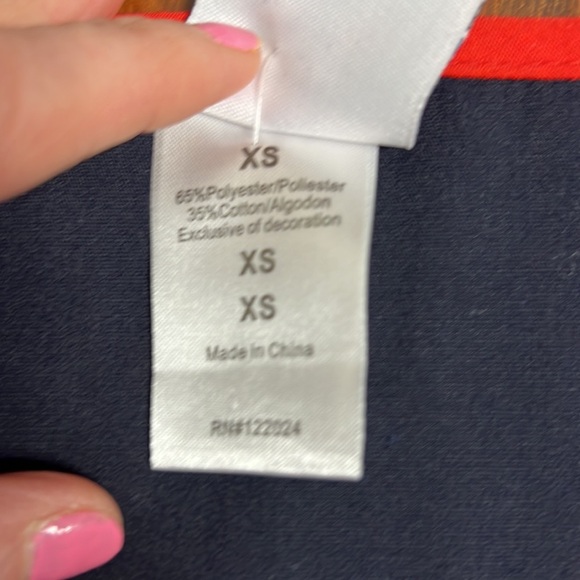 XS
65%Polyester/Poliester
35%Cotton/Algodon
Exclusive of decoration
XS
XS
Made in China
RN#122024